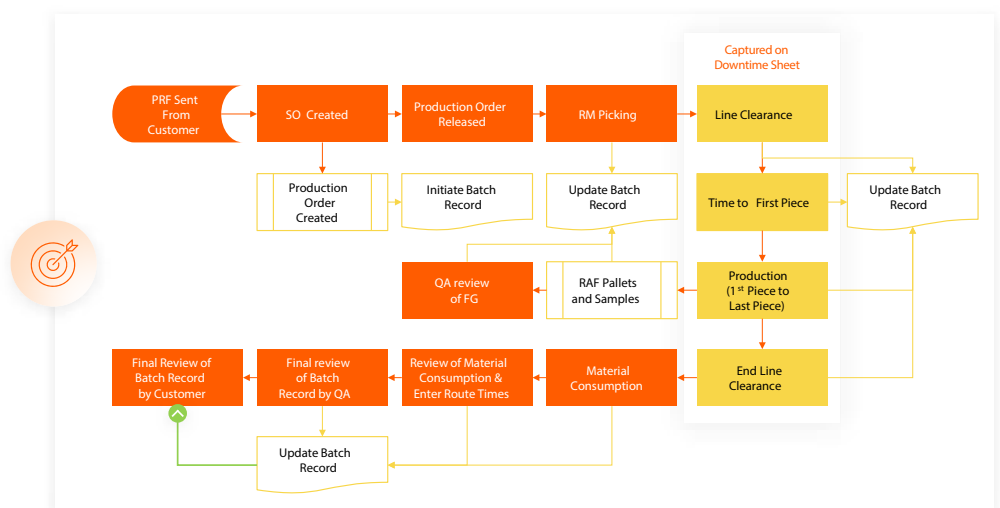 Captured on
Downtime Sheet
PRF Sent
From
Customer
SO Created
Production Order
Released
RM Picking
Line Clearance
Production
Order
Created
Initiate Batch
Record
Update Batch
Record
Time to First Piece
Update Batch
Record
QA review
of FG
RAF Pallets
and Samples
Production
(1st Piece to
Last Piece)
Final Review of
Batch Record
by Customer
Final review
of Batch
Record by QA
Review of Material
Consumption &
Enter Route Times
Material
Consumption
End Line
Clearance
Update Batch
Record